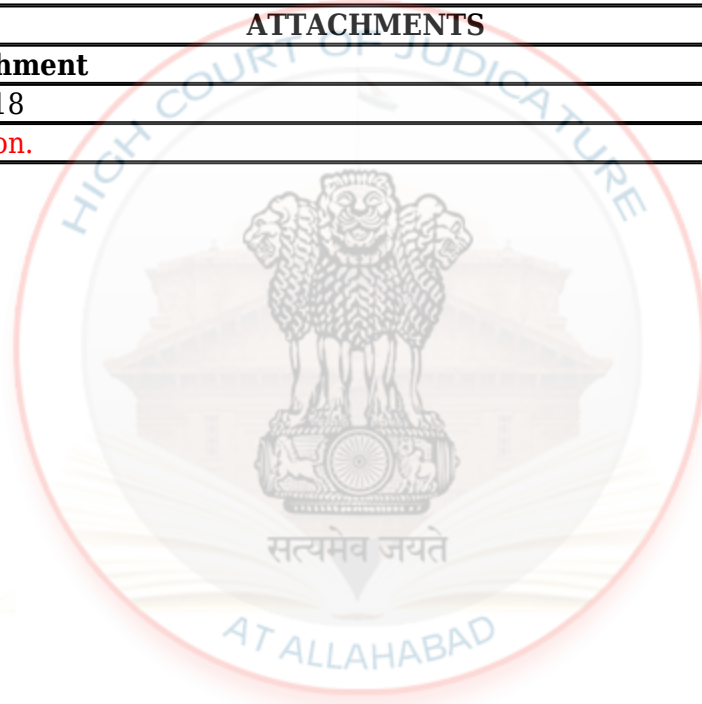 ATTACHMENTS
hment
18
on.
HIGH COURT OF JUDICATURE
सत्यमेव जयते
AT ALLAHABAD